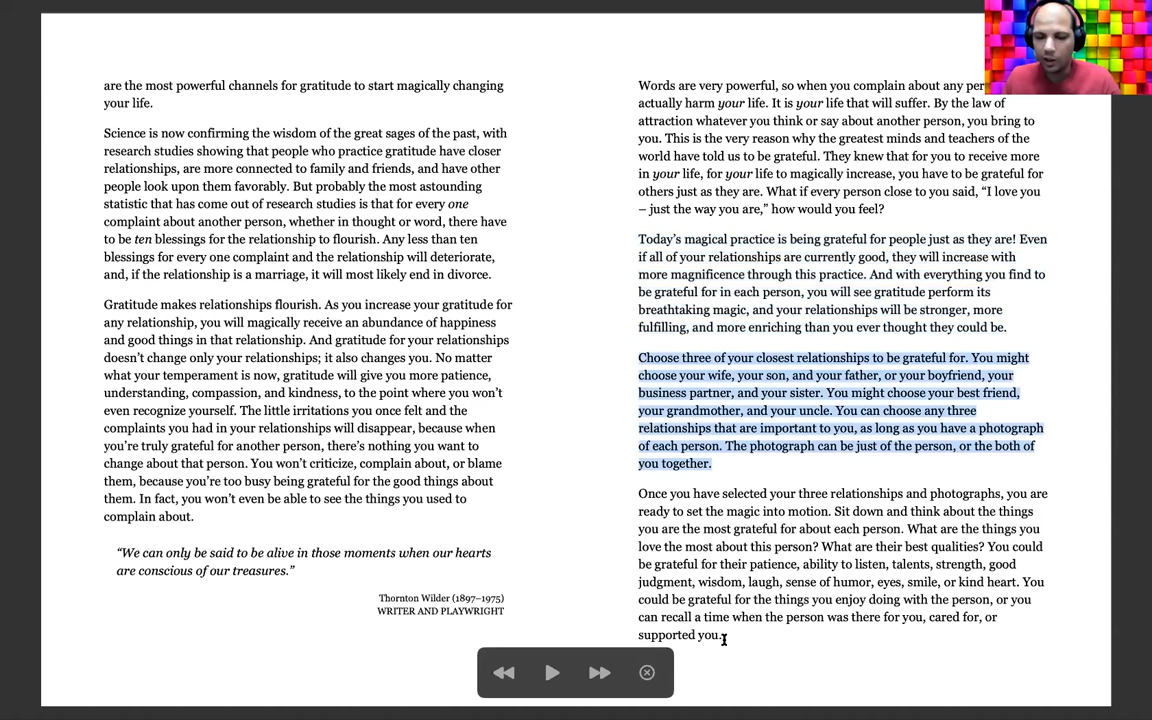 are the most powerful channels for gratitude to start magically changing
your life.
Science is now confirming the wisdom of the great sages of the past, with
research studies showing that people who practice gratitude have closer
relationships, are more connected to family and friends, and have other
people look upon them favorably. But probably the most astounding
statistic that has come out of research studies is that for every one
complaint about another person, whether in thought or word, there have
to be ten blessings for the relationship to flourish. Any less than ten
blessings for every one complaint and the relationship will deteriorate,
and, if the relationship is a marriage, it will most likely end in divorce.
Gratitude makes relationships flourish. As you increase your gratitude for
any relationship, you will magically receive an abundance of happiness
and good things in that relationship. And gratitude for your relationships
doesn’t change only your relationships; it also changes you. No matter
what your temperament is now, gratitude will give you more patience,
understanding, compassion, and kindness, to the point where you won’t
even recognize yourself. The little irritations you once felt and the
complaints you had in your relationships will disappear, because when
you’re truly grateful for another person, there’s nothing you want to
change about that person. You won’t criticize, complain about, or blame
them, because you’re too busy being grateful for the good things about
them. In fact, you won’t even be able to see the things you used to
complain about.
“We can only be said to be alive in those moments when our hearts
are conscious of our treasures.”
Thornton Wilder (1897–1975)
WRITER AND PLAYWRIGHT
Words are very powerful, so when you complain about any
actually harm your life. It is your life that will suffer. By the law of
attraction whatever you think or say about another person, you bring to
you. This is the very reason why the greatest minds and teachers of the
world have told us to be grateful. They knew that for you to receive more
in your life, for your life to magically increase, you have to be grateful for
others just as they are. What if every person close to you said, “I love you
– just the way you are,” how would you feel?
Today’s magical practice is being grateful for people just as they are! Even
if all of your relationships are currently good, they will increase with
more magnificence through this practice. And with everything you find to
be grateful for in each person, you will see gratitude perform its
breathtaking magic, and your relationships will be stronger, more
fulfilling, and more enriching than you ever thought they could be.
Choose three of your closest relationships to be grateful for. You might
choose your wife, your son, and your father, or your boyfriend, your
business partner, and your sister. You might choose your best friend,
your grandmother, and your uncle. You can choose any three
relationships that are important to you, as long as you have a photograph
of each person. The photograph can be just of the person, or the both of
you together.
Once you have selected your three relationships and photographs, you are
ready to set the magic into motion. Sit down and think about the things
you are the most grateful for about each person. What are the things you
love the most about this person? What are their best qualities? You could
be grateful for their patience, ability to listen, talents, strength, good
judgment, wisdom, laugh, sense of humor, eyes, smile, or kind heart. You
could be grateful for the things you enjoy doing with the person, or you
can recall a time when the person was there for you, cared for, or
supported you.